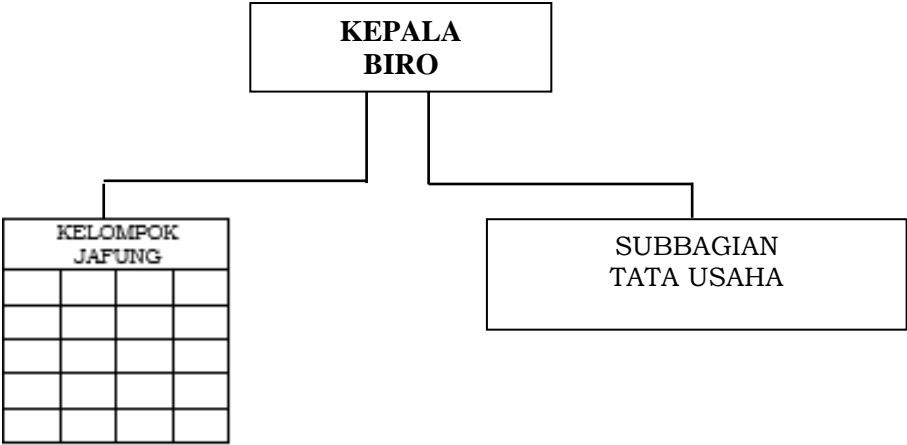 KEPALA
BIRO
KELOMPOK
JAFUNG
SUBBAGIAN
TATA USAHA